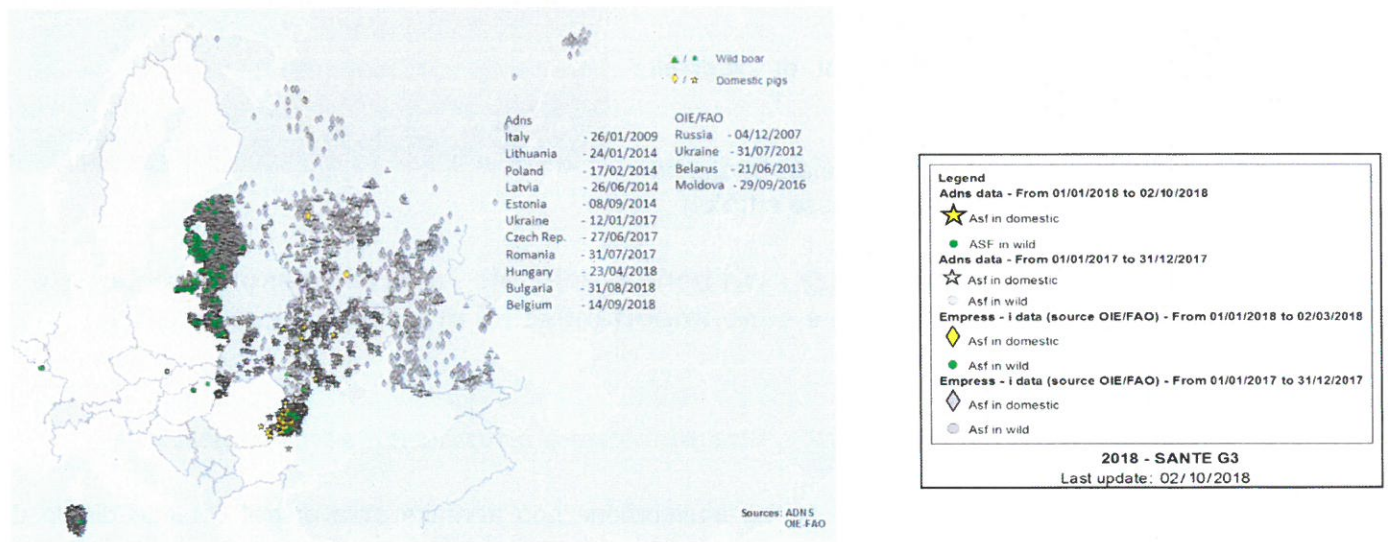 ▲ / ● Wild boar
★ / ☆ Domestic pigs
Adns
Italy - 26/01/2009
Lithuania - 24/01/2014
Poland - 17/02/2014
Latvia - 26/06/2014
Estonia - 08/09/2014
Ukraine - 12/01/2017
Czech Rep. - 27/06/2017
Romania - 31/07/2017
Hungary - 23/04/2018
Bulgaria - 31/08/2018
Belgium - 14/09/2018
OIE/FAO
Russia - 04/12/2007
Ukraine - 31/07/2012
Belarus - 21/06/2013
Moldova - 29/09/2016
Sources: ADNS
OIE-FAO
Legend
Adns data - From 01/01/2018 to 02/10/2018
Asf in domestic
ASF in wild
Adns data - From 01/01/2017 to 31/12/2017
Asf in domestic
Asf in wild
Empress - i data (source OIE/FAO) - From 01/01/2018 to 02/03/2018
Asf in domestic
Asf in wild
Empress - i data (source OIE/FAO) - From 01/01/2017 to 31/12/2017
Asf in domestic
Asf in wild
2018 - SANTE G3
Last update: 02/10/2018